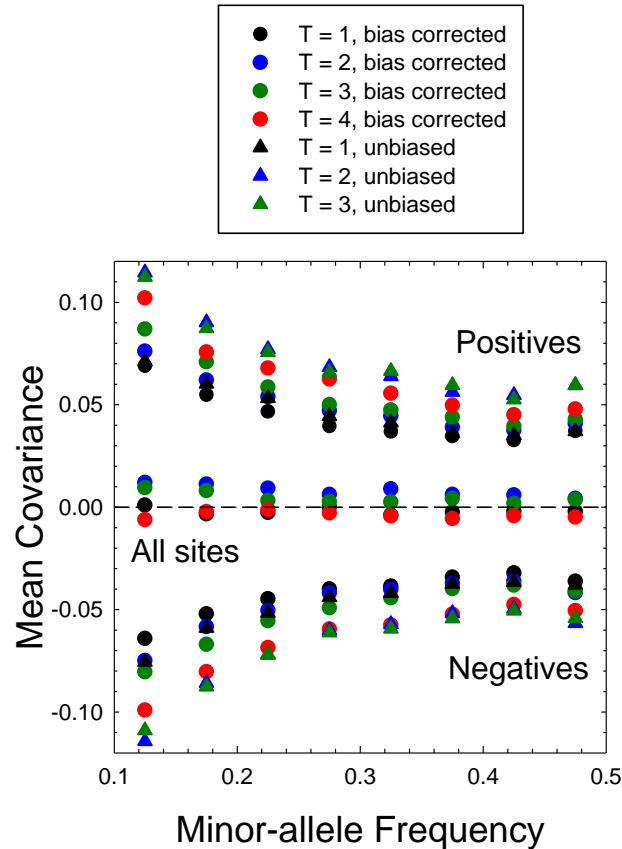 T = 1, bias corrected
T = 2, bias corrected
T = 3, bias corrected
T = 4, bias corrected
T = 1, unbiased
T = 2, unbiased
T = 3, unbiased
0.10
Positives
0.05
0.00
All sites
-0.05
Negatives
-0.10
0.1 0.2 0.3 0.4 0.5
Mean Covariance
Minor-allele Frequency